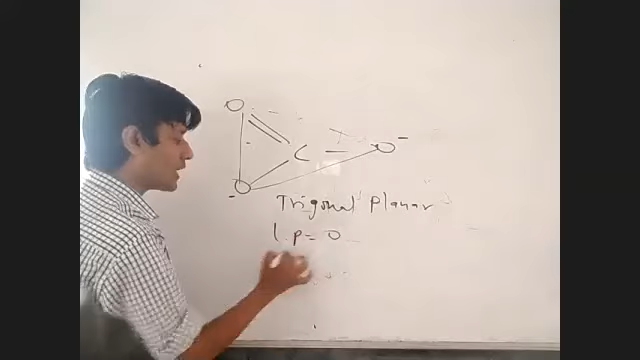 O
C O -
O -
Trigonal Planar
l.p = 0